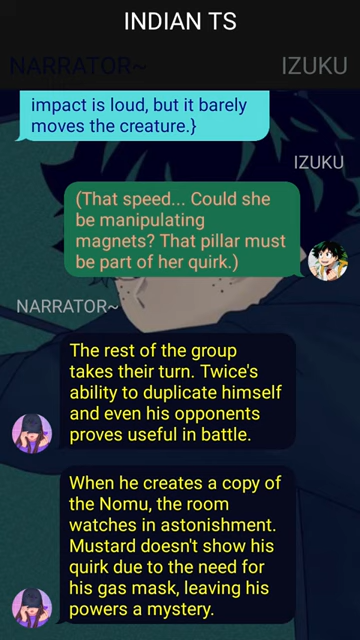 INDIAN TS
NARRATOR~
IZUKU
impact is loud, but it barely
moves the creature.}
IZUKU
(That speed... Could she
be manipulating
magnets? That pillar must
be part of her quirk.)
NARRATOR~
The rest of the group
takes their turn. Twice's
ability to duplicate himself
and even his opponents
proves useful in battle.
When he creates a copy of
the Nomu, the room
watches in astonishment.
Mustard doesn't show his
quirk due to the need for
his gas mask, leaving his
powers a mystery.